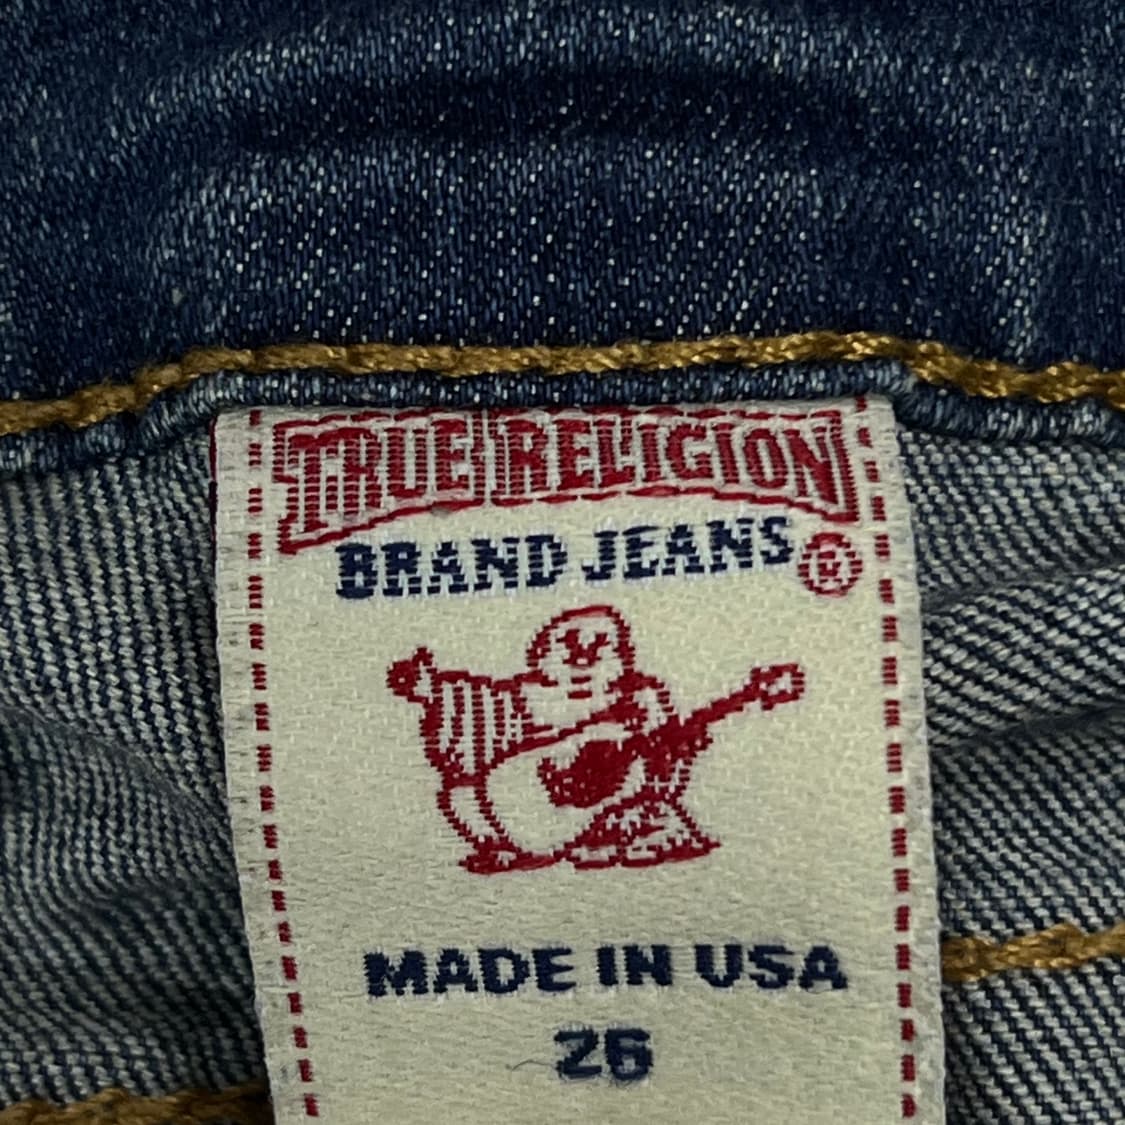 TRUE RELIGION
BRAND JEANS®
MADE IN USA
26